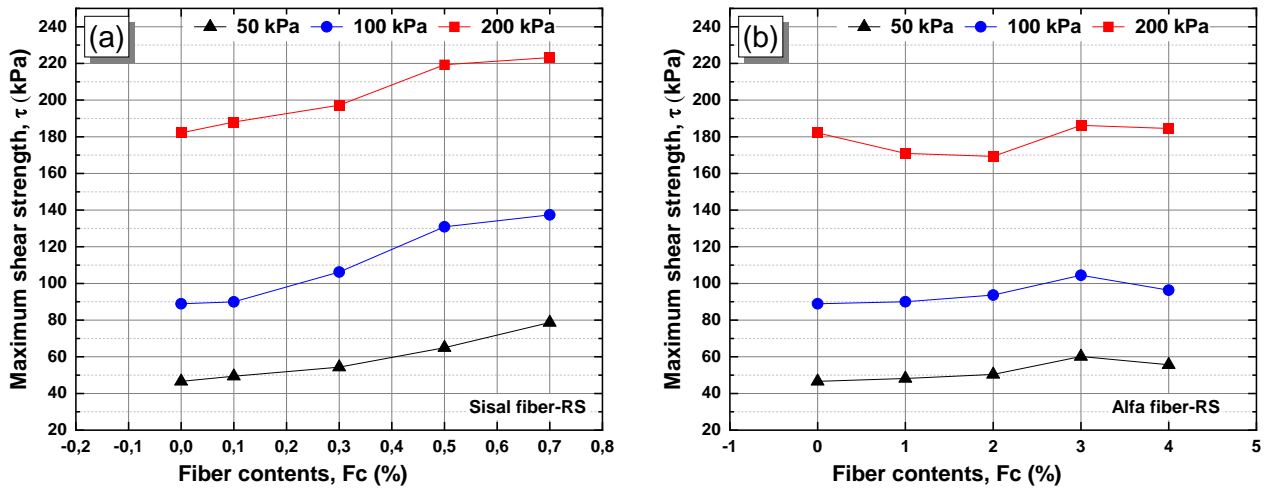 (a)
50 kPa 100 kPa 200 kPa
Maximum shear strength, τ (kPa)
240
220
200
180
160
140
120
100
80
60
40
20
Sisal fiber-RS
-0,2 -0,1 0,0 0,1 0,3 0,4 0,5 0,6 0,7 0,8
Fiber contents, Fc (%)
(b)
50 kPa 100 kPa 200 kPa
Maximum shear strength, τ (kPa)
240
220
200
180
160
140
120
100
80
60
40
20
Alfa fiber-RS
-1 0 1 2 3 4 5
Fiber contents, Fc (%)